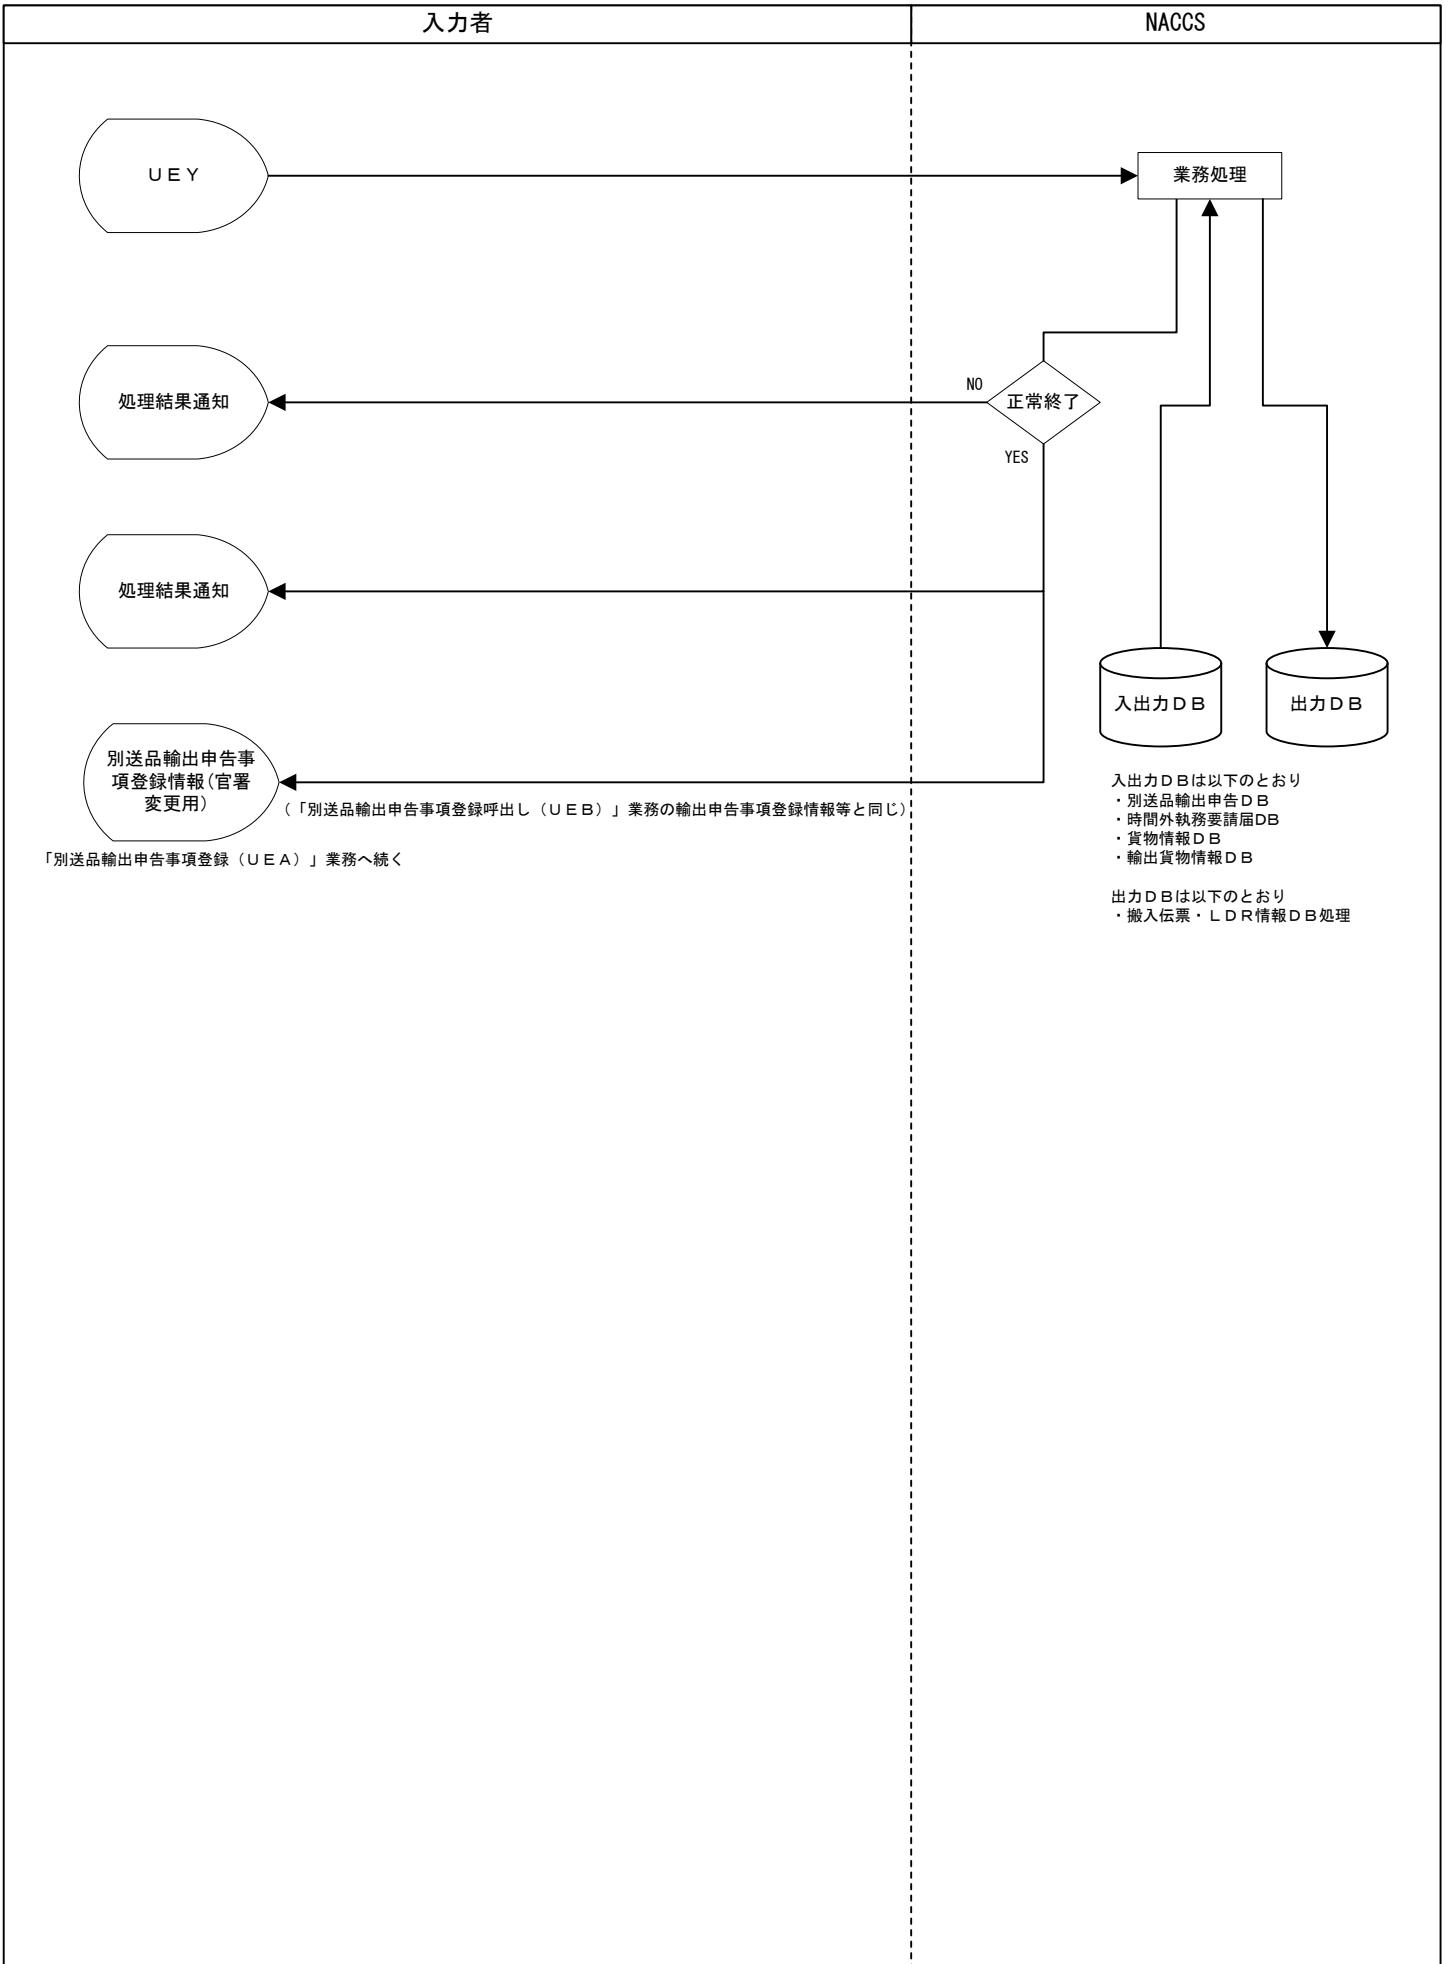 入力者
NACCS
ＵＥＹ
業務処理
処理結果通知
NO
正常終了
YES
処理結果通知
入出力ＤＢ
出力ＤＢ
別送品輸出申告事
項登録情報(官署
変更用)
(「別送品輸出申告事項登録呼出し（ＵＥＢ）」業務の輸出申告事項登録情報等と同じ)
「別送品輸出申告事項登録（ＵＥＡ）」業務へ続く
入出力ＤＢは以下のとおり
・別送品輸出申告ＤＢ
・時間外執務要請届DB
・貨物情報ＤＢ
・輸出貨物情報ＤＢ
出力ＤＢは以下のとおり
・搬入伝票・ＬＤＲ情報ＤＢ処理